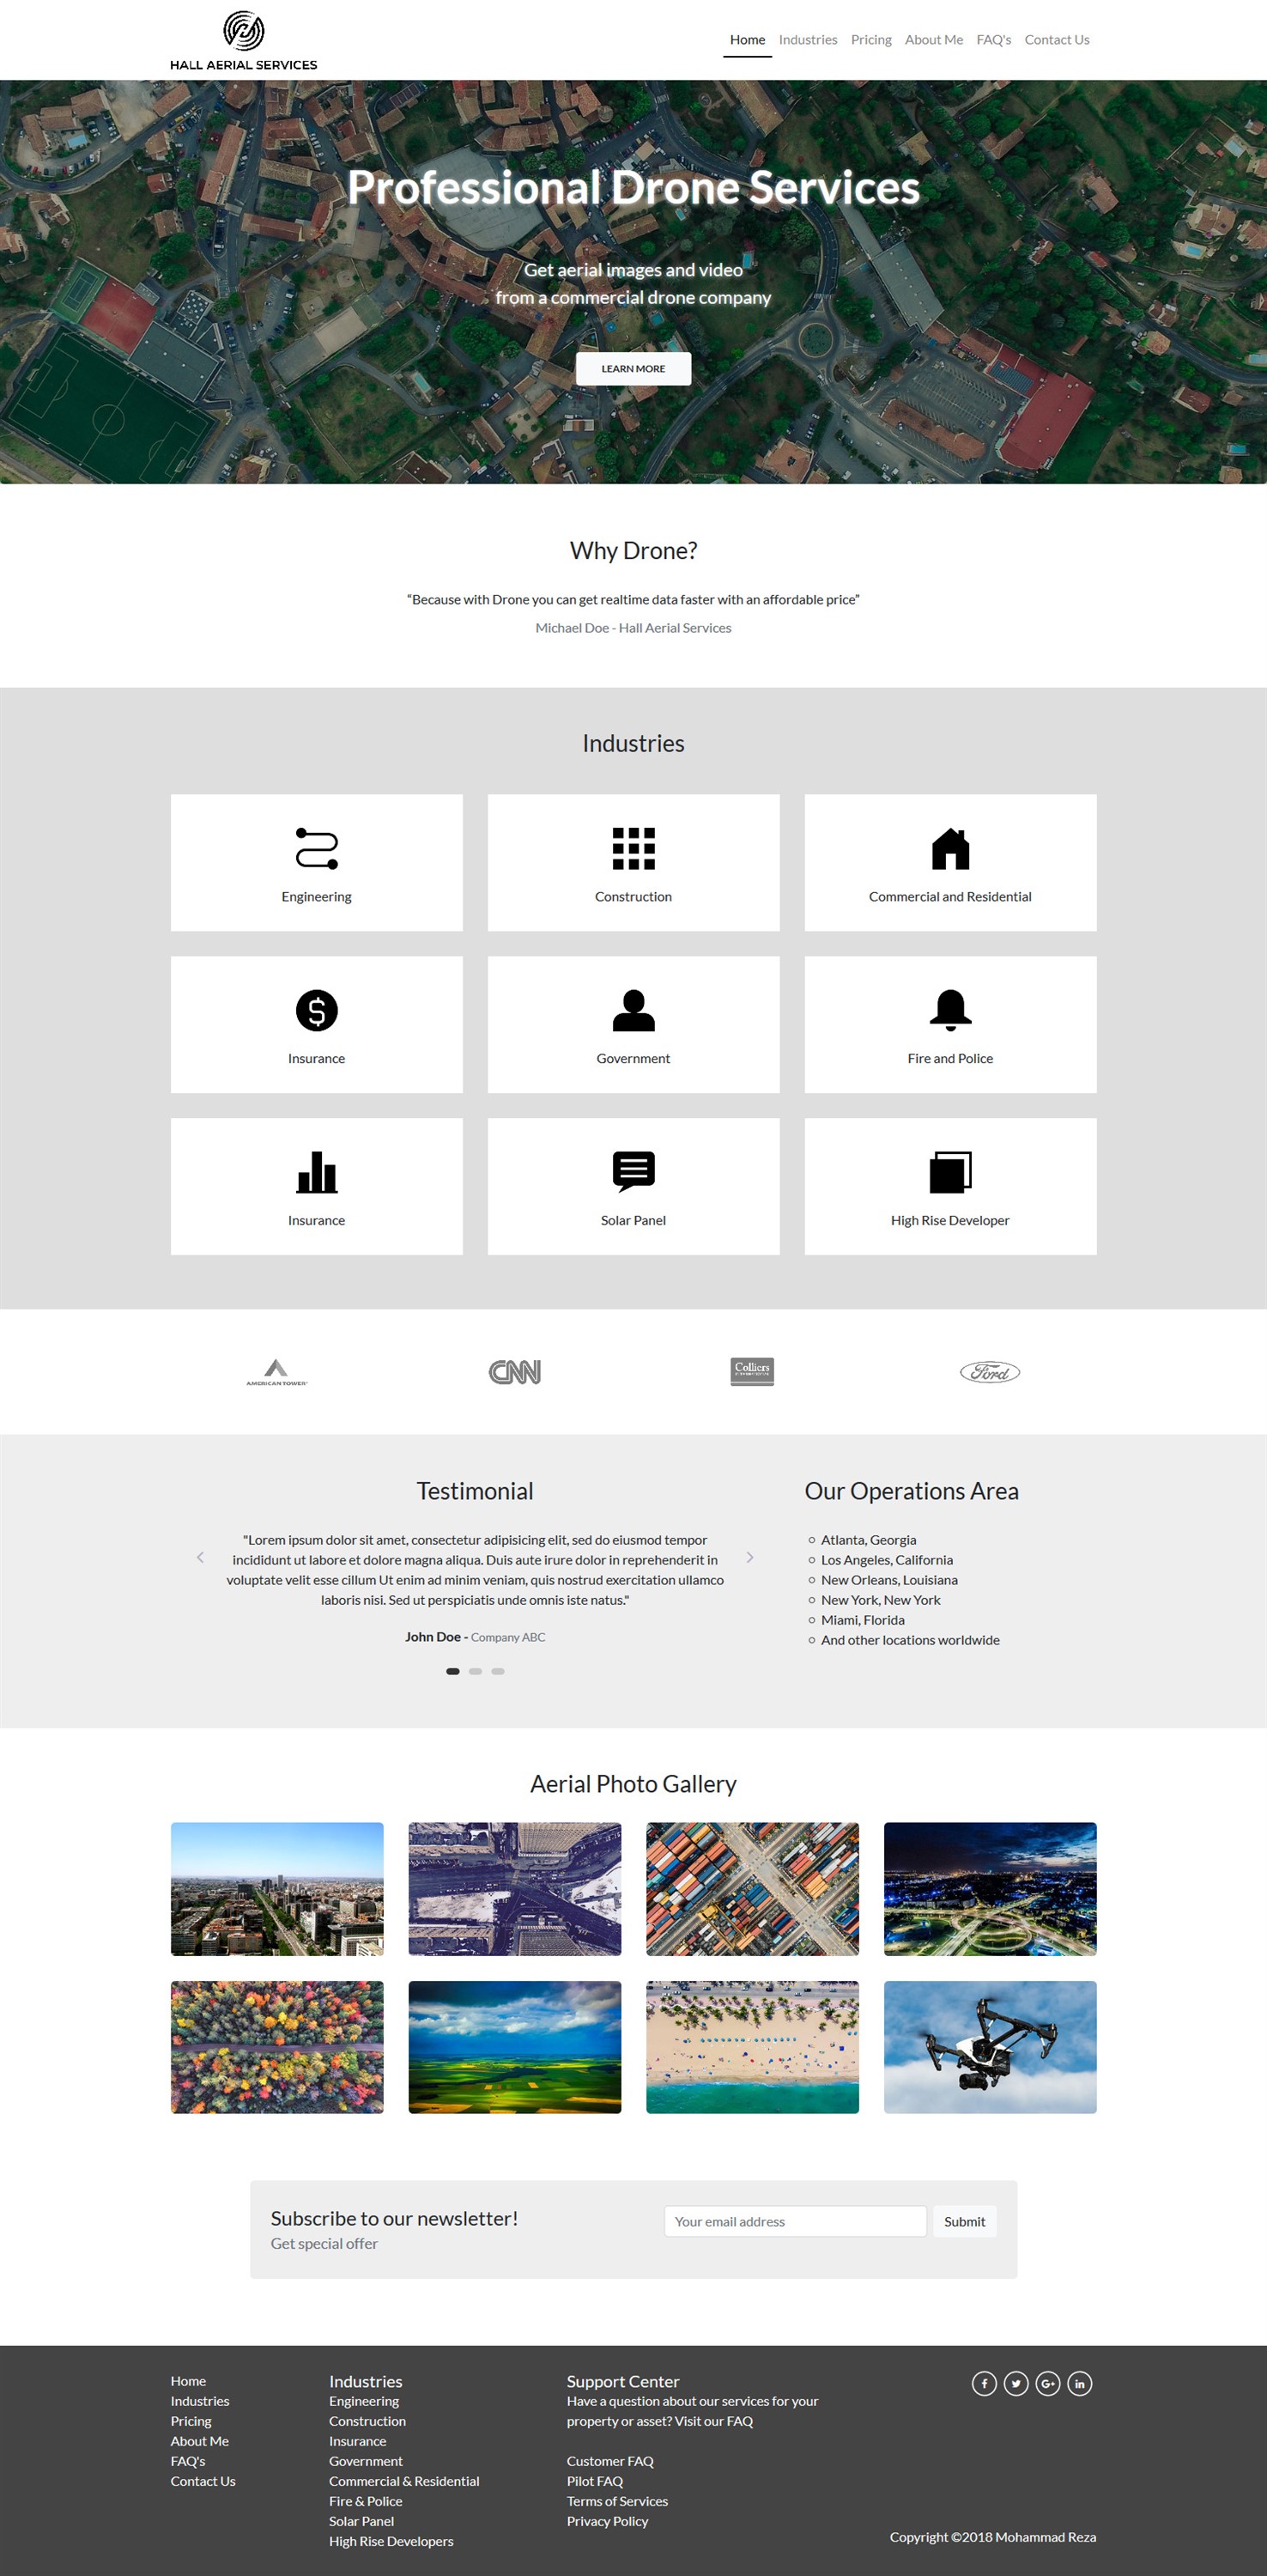 HALL AERIAL SERVICES
Home Industries Pricing About Me FAQ's Contact Us
Professional Drone Services
Get aerial images and video
from a commercial drone company
LEARN MORE
Why Drone?
“Because with Drone you can get realtime data faster with an affordable price”
Michael Doe - Hall Aerial Services
Industries
Engineering
Construction
Commercial and Residential
Insurance
Government
Fire and Police
Insurance
Solar Panel
High Rise Developer
AMERICAN TOWER
CNN
Colliers
Ford
Testimonial
"Lorem ipsum dolor sit amet, consectetur adipisicing elit, sed do eiusmod tempor
incididunt ut labore et dolore magna aliqua. Duis aute irure dolor in reprehenderit in
voluptate velit esse cillum Ut enim ad minim veniam, quis nostrud exercitation ullamco
laboris nisi. Sed ut perspiciatis unde omnis iste natus."
John Doe - Company ABC
Our Operations Area
Atlanta, Georgia
Los Angeles, California
New Orleans, Louisiana
New York, New York
Miami, Florida
And other locations worldwide
Aerial Photo Gallery
Subscribe to our newsletter!
Get special offer
Your email address
Submit
Home
Industries
Pricing
About Me
FAQ's
Contact Us
Industries
Engineering
Construction
Insurance
Government
Commercial & Residential
Fire & Police
Solar Panel
High Rise Developers
Support Center
Have a question about our services for your
property or asset? Visit our FAQ
Customer FAQ
Pilot FAQ
Terms of Services
Privacy Policy
Copyright ©2018 Mohammad Reza